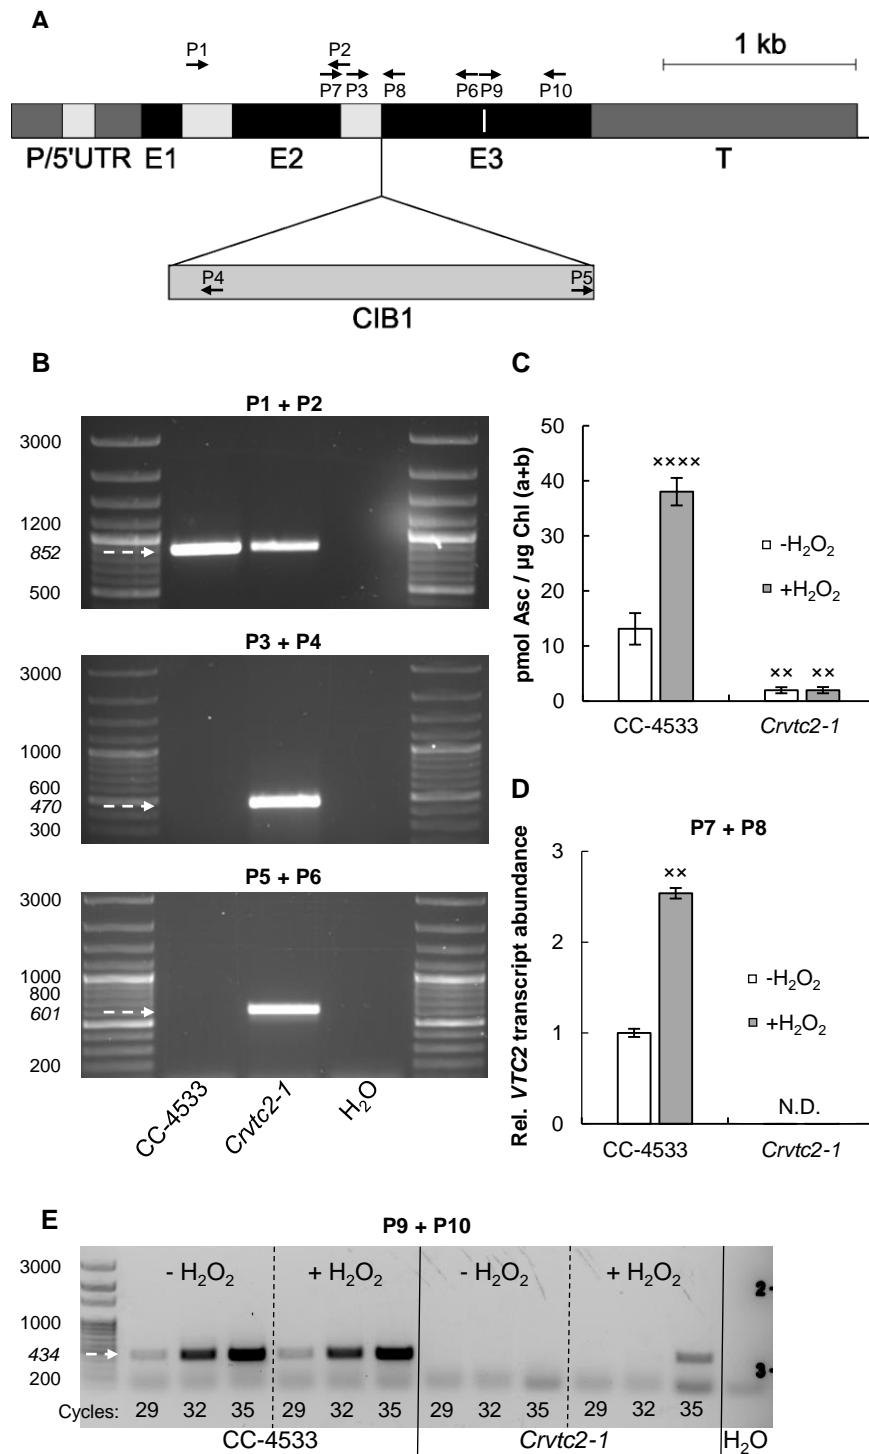 A
P1
P2
1 kb
P7 P3 P8 P6 P9 P10
P/5'UTR E1 E2 E3 T
P4
P5
CIB1
B
P1 + P2
3000
1200
852
500
P3 + P4
3000
1000
600
470
300
P5 + P6
3000
1000
800
601
200
CC-4533
Crvtc2-1
H₂O
C
pmol Asc / µg Chl (a+b)
50
40
30
20
10
0
××××
×× ××
-H₂O₂
+H₂O₂
CC-4533 Crvtc2-1
D
P7 + P8
Rel. VTC2 transcript abundance
3
2
1
0
××
-H₂O₂
+H₂O₂
N.D.
CC-4533 Crvtc2-1
E
P9 + P10
3000
1000
434
200
- H₂O₂ + H₂O₂ - H₂O₂ + H₂O₂
2
3
Cycles: 29 32 35 29 32 35 29 32 35 29 32 35
CC-4533 Crvtc2-1 H₂O